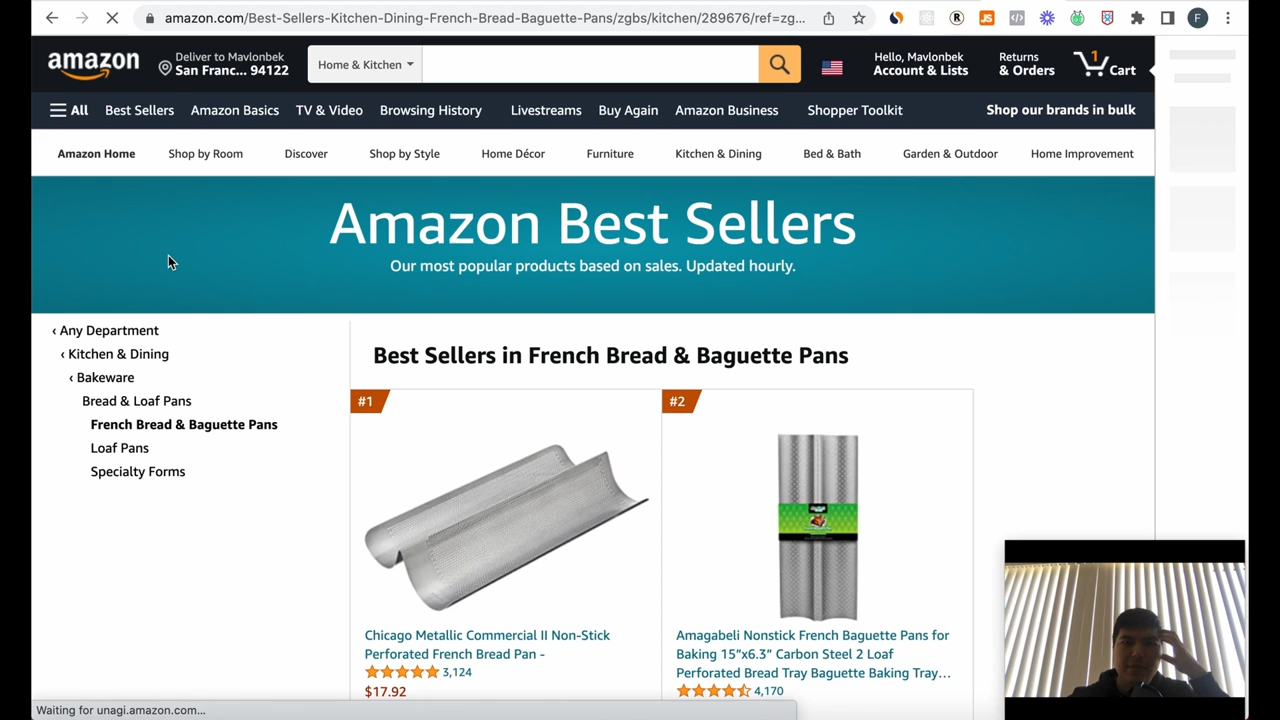 amazon.com/Best-Sellers-Kitchen-Dining-French-Bread-Baguette-Pans/zgbs/kitchen/289676/ref=zg...
F
amazon
Deliver to Mavlonbek
San Franc... 94122
Home & Kitchen
Hello, Mavlonbek
Account & Lists
Returns
& Orders
1
Cart
All
Best Sellers
Amazon Basics
TV & Video
Browsing History
Livestreams
Buy Again
Amazon Business
Shopper Toolkit
Shop our brands in bulk
Amazon Home
Shop by Room
Discover
Shop by Style
Home Décor
Furniture
Kitchen & Dining
Bed & Bath
Garden & Outdoor
Home Improvement
Amazon Best Sellers
Our most popular products based on sales. Updated hourly.
‹ Any Department
‹ Kitchen & Dining
‹ Bakeware
Bread & Loaf Pans
French Bread & Baguette Pans
Loaf Pans
Specialty Forms
Best Sellers in French Bread & Baguette Pans
#1
Chicago Metallic Commercial II Non-Stick
Perforated French Bread Pan -
3,124
$17.92
#2
Amagabeli Nonstick French Baguette Pans for
Baking 15"x6.3" Carbon Steel 2 Loaf
Perforated Bread Tray Baguette Baking Tray...
4,170
Waiting for unagi.amazon.com...